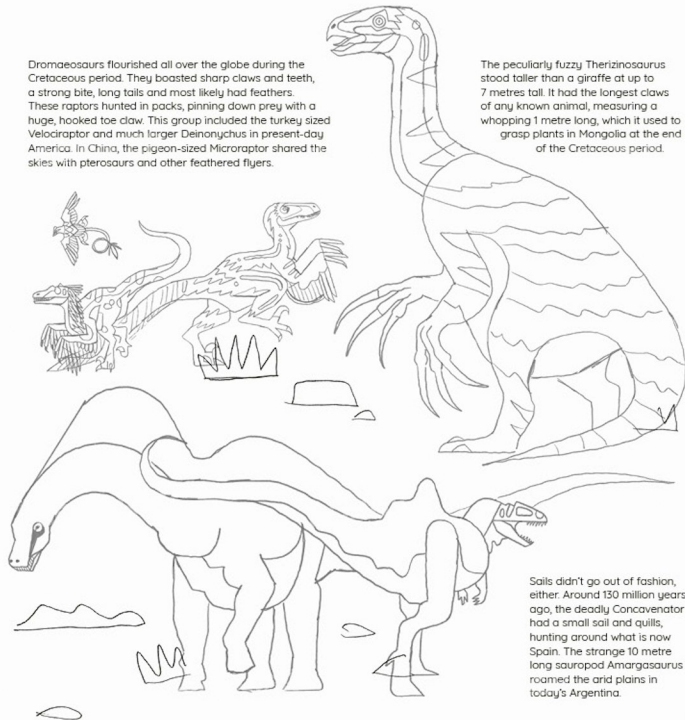 Dromaeosaurs flourished all over the globe during the
Cretaceous period. They boasted sharp claws and teeth,
a strong bite, long tails and most likely had feathers.
These raptors hunted in packs, pinning down prey with a
huge, hooked toe claw. This group included the turkey sized
Velociraptor and much larger Deinonychus in present-day
America. In China, the pigeon-sized Microraptor shared the
skies with pterosaurs and other feathered flyers.
The peculiarly fuzzy Therizinosaurus
stood taller than a giraffe at up to
7 metres tall. It had the longest claws
of any known animal, measuring a
whopping 1 metre long, which it used to
grasp plants in Mongolia at the end
of the Cretaceous period.
Sails didn't go out of fashion,
either. Around 130 million years
ago, the deadly Concavenator
had a small sail and quills,
hunting around what is now
Spain. The strange 10 metre
long sauropod Amargasaurus
roamed the arid plains in
today's Argentina.